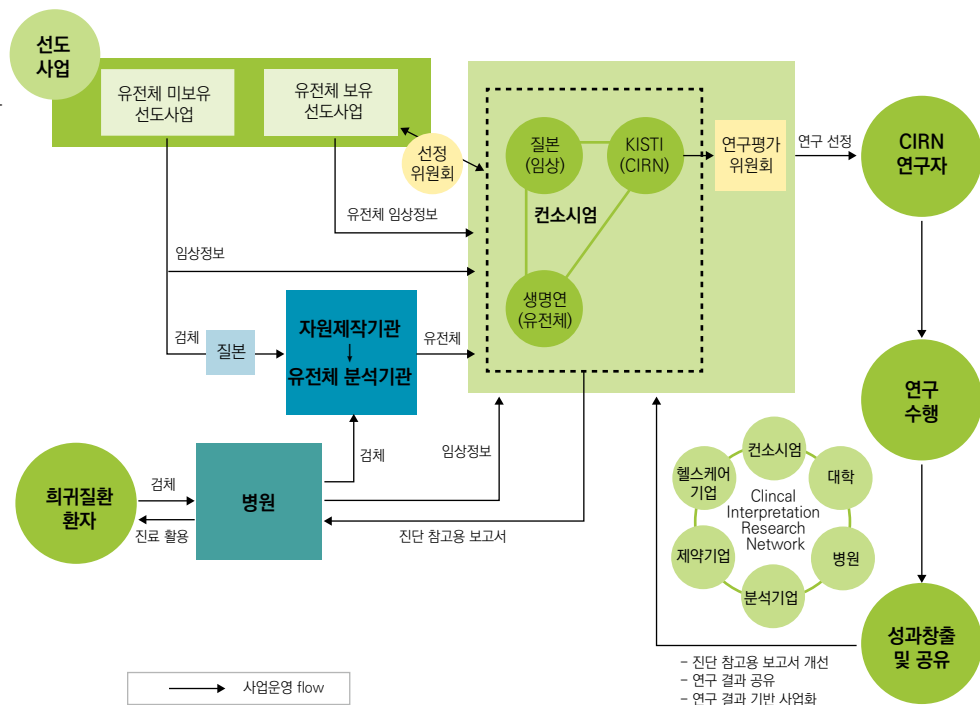 선도
사업
유전체 미보유
선도사업
유전체 보유
선도사업
선정
위원회
질본
(임상)
KISTI
(CIRN)
컨소시엄
생명연
(유전체)
연구평가
위원회
연구 선정
CIRN
연구자
유전체 임상정보
임상정보
검체
질본
자원제작기관
유전체 분석기관
유전체
연구
수행
희귀질환
환자
검체
진료 활용
병원
검체
임상정보
진단 참고용 보고서
컨소시엄
헬스케어
기업
대학
Clincal
Interpretation
Research
Network
제약기업
병원
분석기업
성과창출
및 공유
- 진단 참고용 보고서 개선
- 연구 결과 공유
- 연구 결과 기반 사업화
사업운영 flow